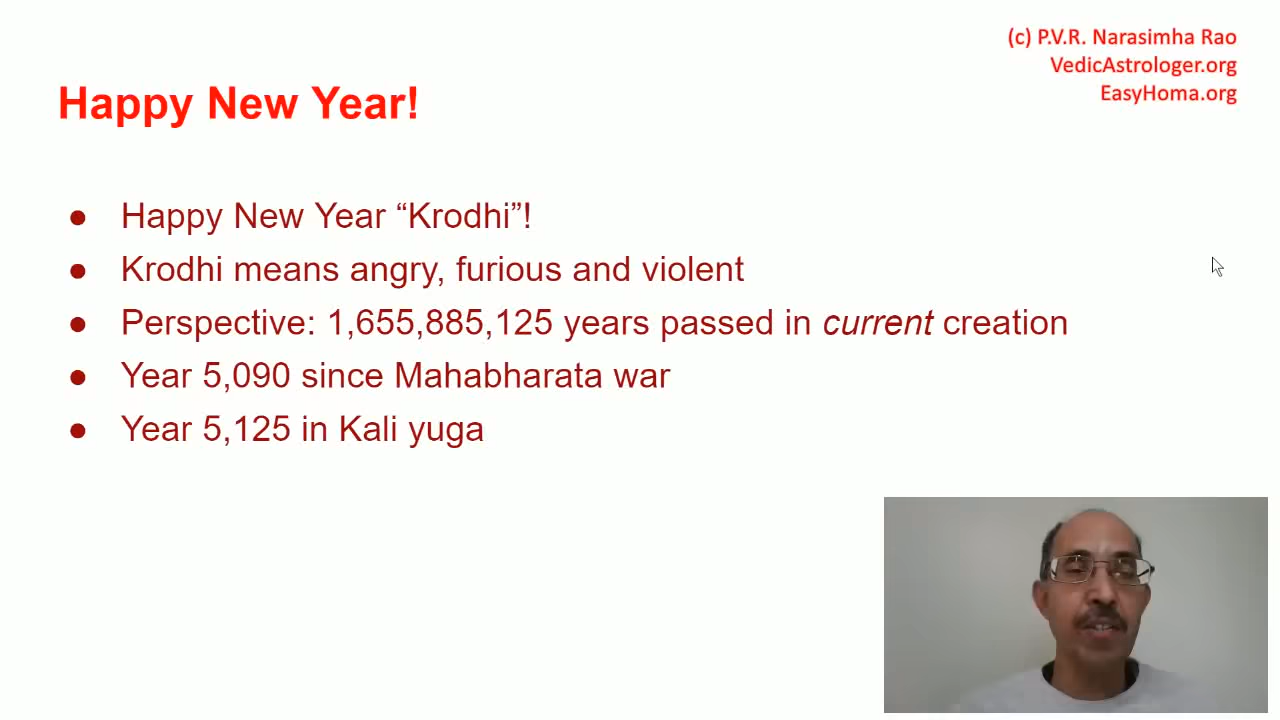 (c) P.V.R. Narasimha Rao
VedicAstrologer.org
EasyHoma.org
Happy New Year!
● Happy New Year “Krodhi”!
● Krodhi means angry, furious and violent
● Perspective: 1,655,885,125 years passed in current creation
● Year 5,090 since Mahabharata war
● Year 5,125 in Kali yuga